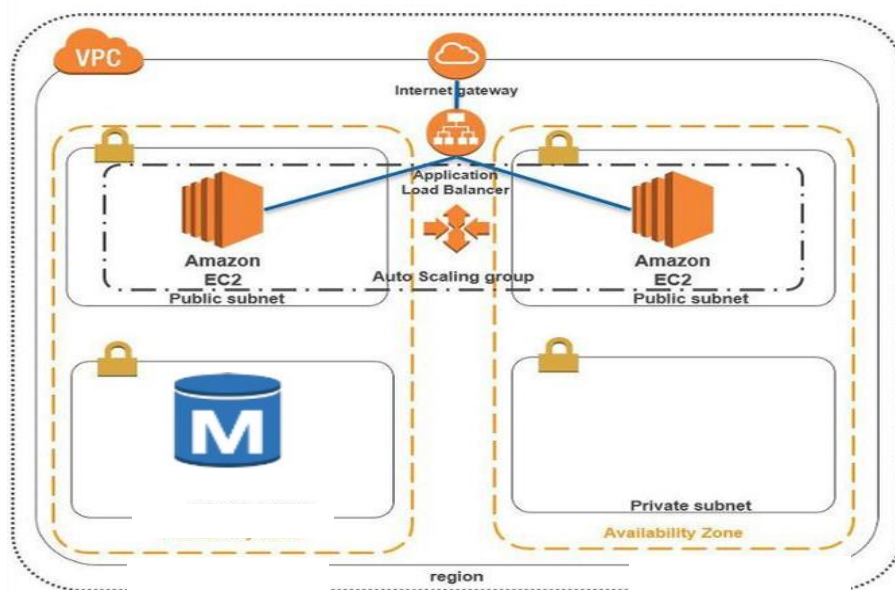 VPC
Internet gateway
Application
Load Balancer
Amazon
EC2
Auto Scaling group
Amazon
EC2
Public subnet
Public subnet
M
Private subnet
Availability Zone
region